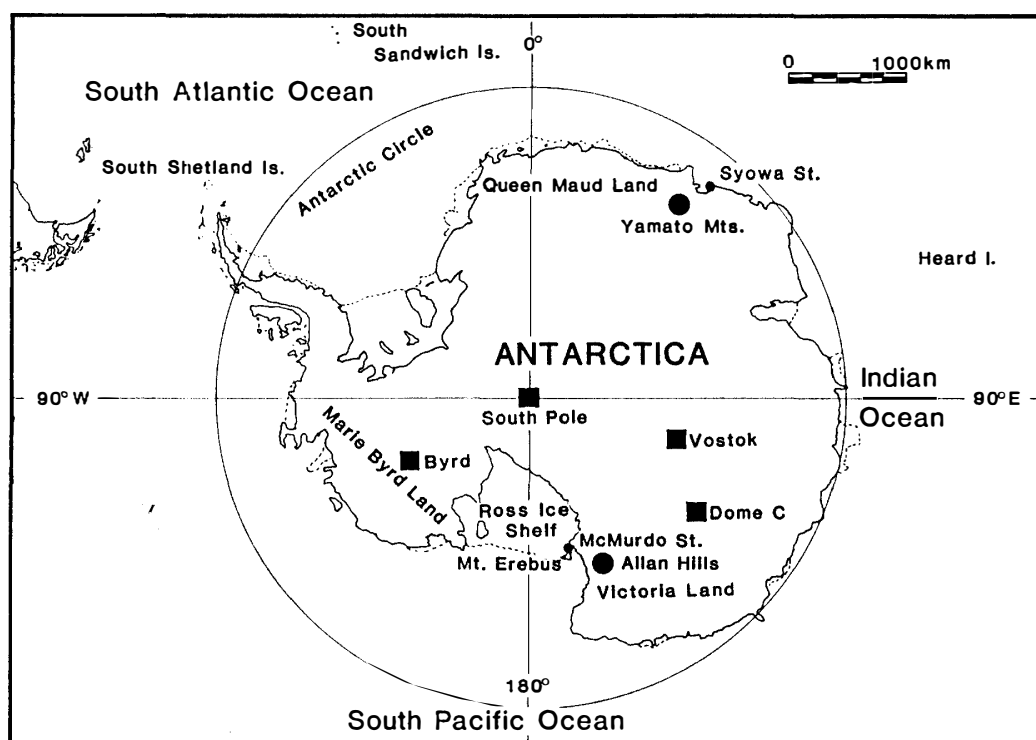 South
Sandwich Is.
0°
0 1000km
South Atlantic Ocean
Antarctic Circle
South Shetland Is.
Queen Maud Land
Syowa St.
Yamato Mts.
Heard I.
ANTARCTICA
90°W
Indian
Ocean
90°E
South Pole
Marie Byrd Land
Byrd
Vostok
Ross Ice
Shelf
Dome C
McMurdo St.
Mt. Erebus
Allan Hills
Victoria Land
180°
South Pacific Ocean